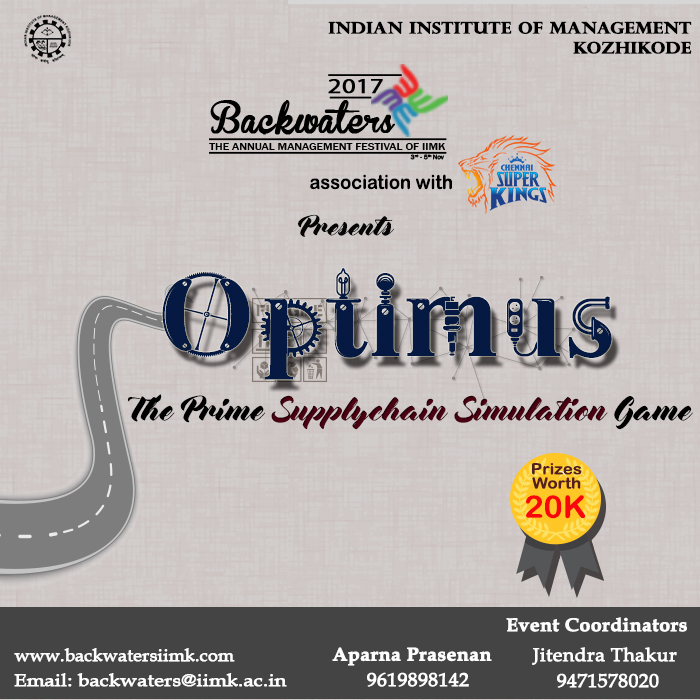 INDIAN INSTITUTE OF MANAGEMENT
KOZHIKODE
2017
Backwaters
THE ANNUAL MANAGEMENT FESTIVAL OF IIMK
3rd - 5th Nov
association with
CHENNAI
SUPER
KINGS
Presents
Optimus
The Prime Supplychain Simulation Game
Prizes
Worth
20K
Event Coordinators
www.backwatersiimk.com
Email: backwaters@iimk.ac.in
Aparna Prasenan
9619898142
Jitendra Thakur
9471578020